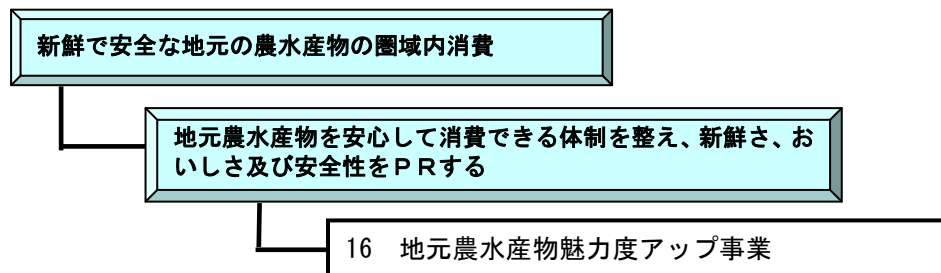 新鮮で安全な地元の農水産物の圏域内消費
地元農水産物を安心して消費できる体制を整え、新鮮さ、お
いしさ及び安全性をＰＲする
16　地元農水産物魅力度アップ事業